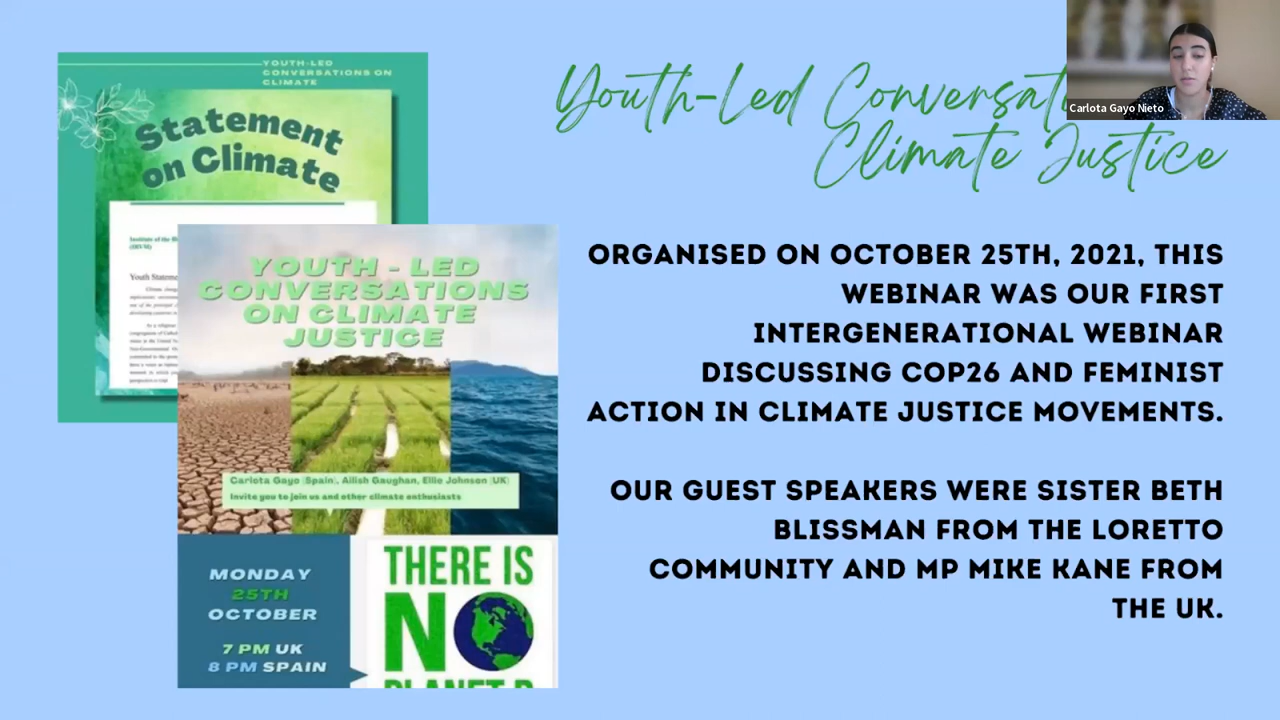 YOUTH-LED
CONVERSATIONS ON
CLIMATE
Statement
on Climate
Institute of the
Youth
YOUTH - LED
CONVERSATIONS
ON CLIMATE
JUSTICE
Carlota Gayo (Spain), Ailish Gaughan, Ellie Johnson (UK)
Invite you to join us and other climate enthusiasts
MONDAY
25TH
OCTOBER
7 PM UK
8 PM SPAIN
THERE IS
NO
Youth-Led
Climate Justice
Carlota Gayo Nieto
ORGANISED ON OCTOBER 25TH, 2021, THIS
WEBINAR WAS OUR FIRST
INTERGENERATIONAL WEBINAR
DISCUSSING COP26 AND FEMINIST
ACTION IN CLIMATE JUSTICE MOVEMENTS.
OUR GUEST SPEAKERS WERE SISTER BETH
BLISSMAN FROM THE LORETTO
COMMUNITY AND MP MIKE KANE FROM
THE UK.